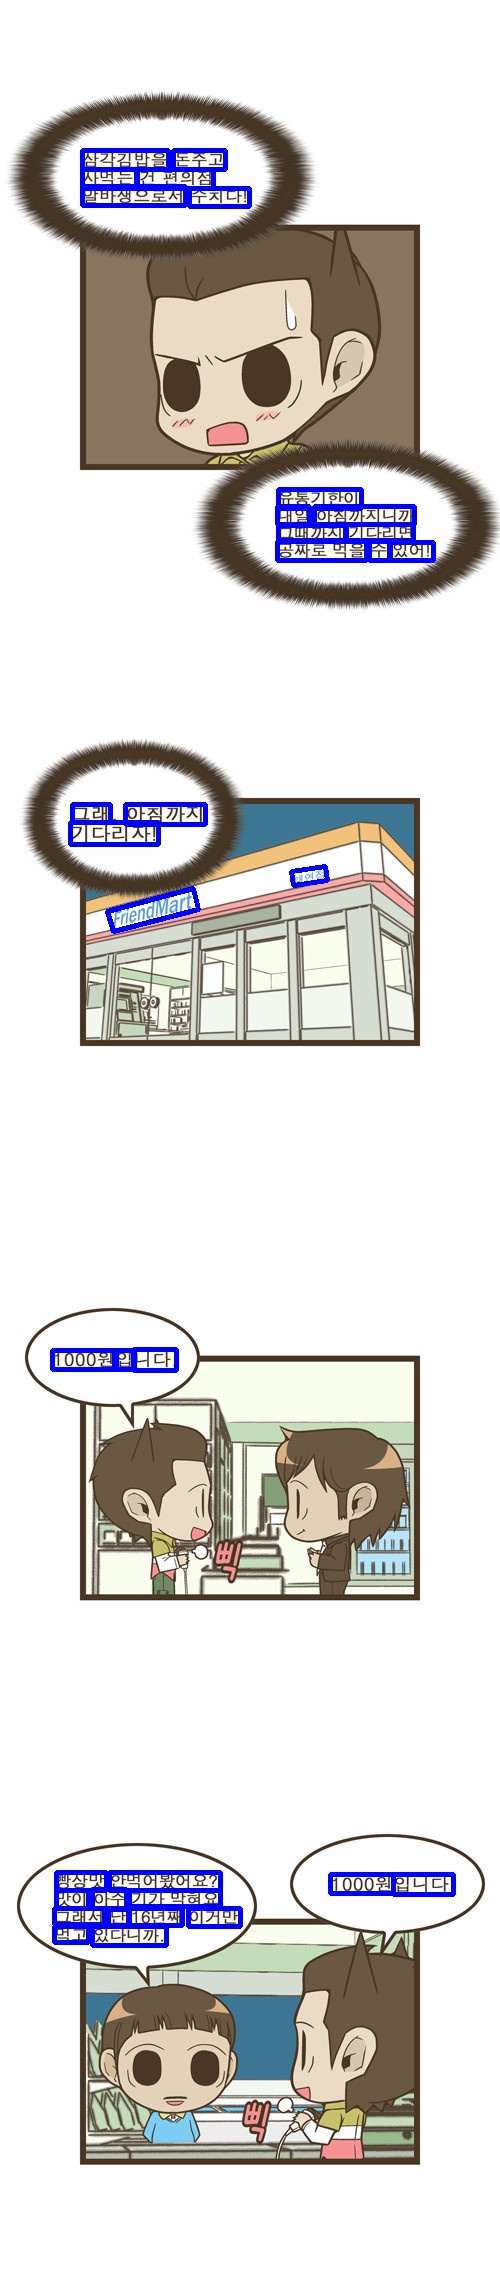 삼각김밥을 돈주고
사먹는 건 편의점
알바생으로서 수치다!
유통기한이
내일 아침까지니까
그때까지 기다리면
공짜로 먹을 수 있어!
그래, 아침까지
기다리자!
FriendMart
1000원입니다
삑
빵상맛 안먹어봤어요?
맛이 아주 기가 막혀요
그래서 난 16년째 이거만
먹고 있다니까.
1000원입니다
삑